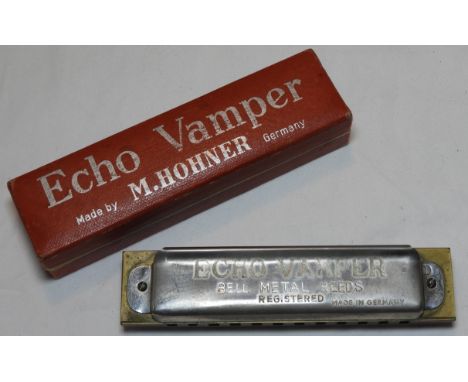 Echo Vamper
Made by M.HOHNER Germany
ECHO VAMPER
BELL METAL REEDS
REGISTERED MADE IN GERMANY